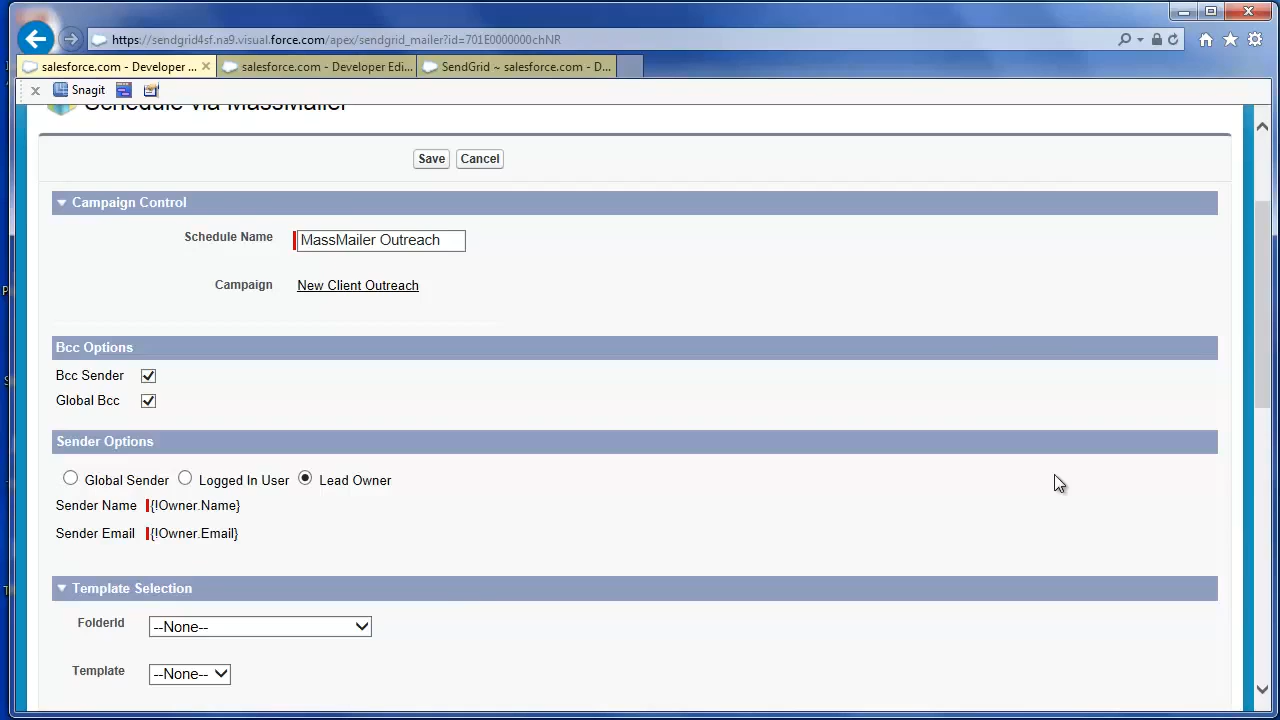 https://sendgrid4sf.na9.visual.force.com/apex/sendgrid_mailer?id=701E0000000chNR
salesforce.com - Developer ...
salesforce.com - Developer Edi...
SendGrid ~ salesforce.com - D...
Snagit
Schedule via MassMailer
Save Cancel
Campaign Control
Schedule Name MassMailer Outreach
Campaign New Client Outreach
Bcc Options
Bcc Sender
Global Bcc
Sender Options
Global Sender Logged In User Lead Owner
Sender Name {!Owner.Name}
Sender Email {!Owner.Email}
Template Selection
FolderId --None--
Template --None--